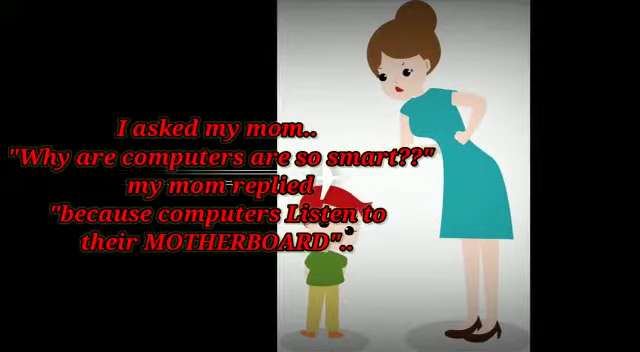 I asked my mom..
"Why are computers are so smart??"
my mom replied
"because computers Listen to
their MOTHERBOARD"..